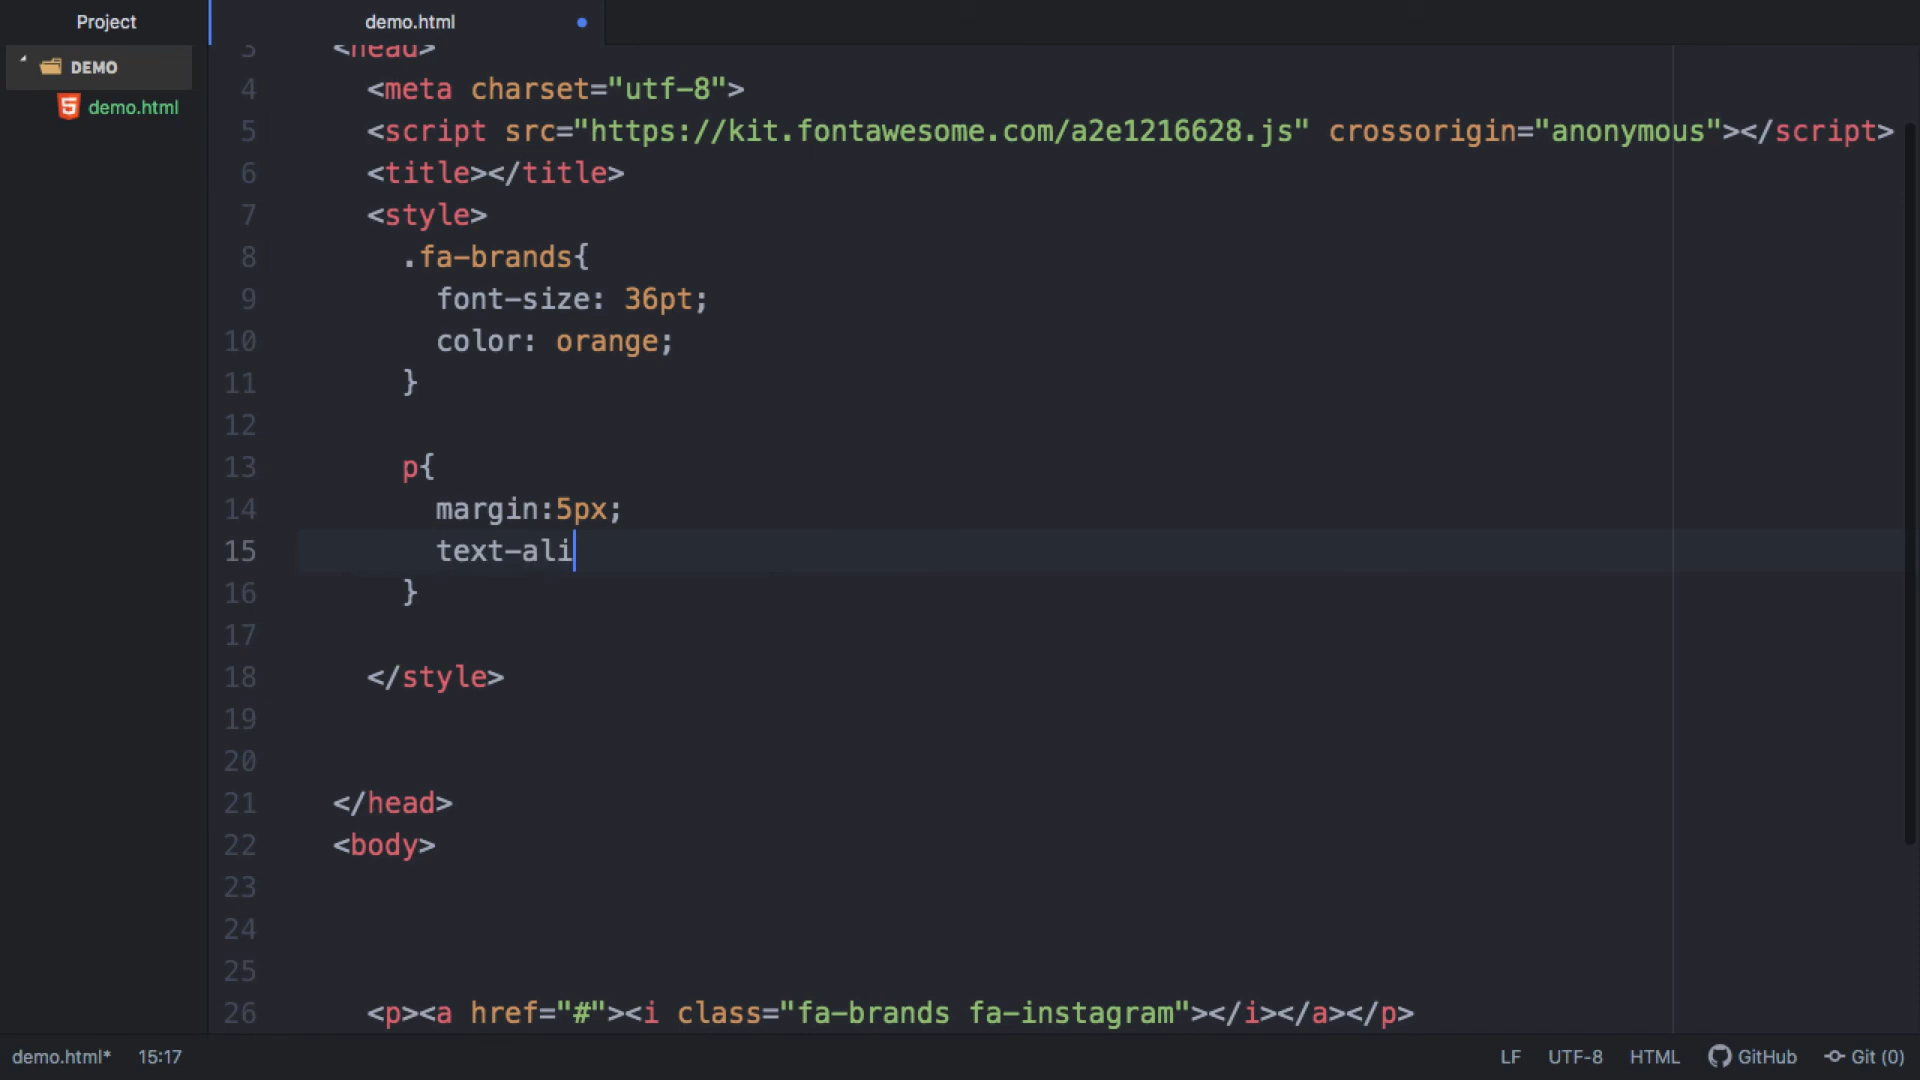 Project
demo.html
DEMO
demo.html
3 <head>
4 <meta charset="utf-8">
5 <script src="https://kit.fontawesome.com/a2e1216628.js" crossorigin="anonymous"></script>
6 <title></title>
7 <style>
8 .fa-brands{
9 font-size: 36pt;
10 color: orange;
11 }
12
13 p{
14 margin:5px;
15 text-ali
16 }
17
18 </style>
19
20
21 </head>
22 <body>
23
24
25
26 <p><a href="#"><i class="fa-brands fa-instagram"></i></a></p>
demo.html* 15:17 LF UTF-8 HTML GitHub Git (0)